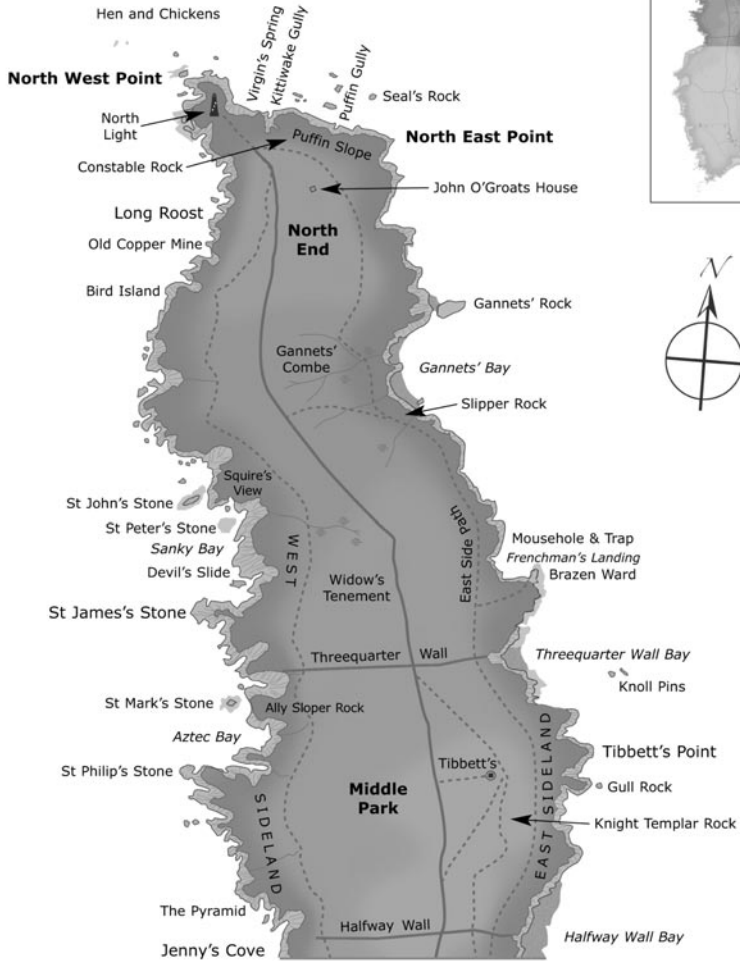 Hen and Chickens
Virgin's Spring
Kittiwake Gully
Puffin Gully
North West Point
Seal's Rock
North
Light
Puffin Slope
North East Point
Constable Rock
John O'Groats House
Long Roost
North
End
Old Copper Mine
Bird Island
Gannets' Rock
Gannets'
Combe
Gannets' Bay
Slipper Rock
Squire's
View
St John's Stone
St Peter's Stone
Sanky Bay
Devil's Slide
WEST
East Side Path
Mousehole & Trap
Frenchman's Landing
Brazen Ward
Widow's
Tenement
St James's Stone
Threequarter Wall
Threequarter Wall Bay
Knoll Pins
St Mark's Stone
Ally Sloper Rock
Aztec Bay
Tibbett's
Tibbett's Point
St Philip's Stone
Gull Rock
Middle
Park
SIDELAND
EAST SIDELAND
Knight Templar Rock
The Pyramid
Halfway Wall
Halfway Wall Bay
Jenny's Cove
N